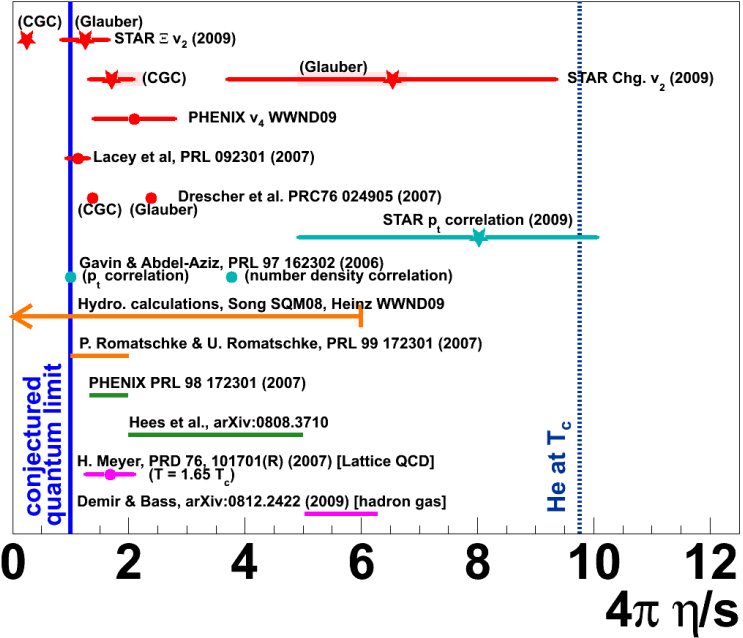 (CGC) (Glauber)
STAR Ξ v2 (2009)
(Glauber)
(CGC)
STAR Chg. v2 (2009)
PHENIX v4 WWND09
Lacey et al, PRL 092301 (2007)
Drescher et al. PRC76 024905 (2007)
(CGC) (Glauber)
STAR pt correlation (2009)
Gavin & Abdel-Aziz, PRL 97 162302 (2006)
(pt correlation) (number density correlation)
Hydro. calculations, Song SQM08, Heinz WWND09
P. Romatschke & U. Romatschke, PRL 99 172301 (2007)
PHENIX PRL 98 172301 (2007)
Hees et al., arXiv:0808.3710
H. Meyer, PRD 76, 101701(R) (2007) [Lattice QCD]
(T = 1.65 Tc)
Demir & Bass, arXiv:0812.2422 (2009) [hadron gas]
conjectured
quantum limit
He at Tc
0 2 4 6 8 10 12
4π η/s